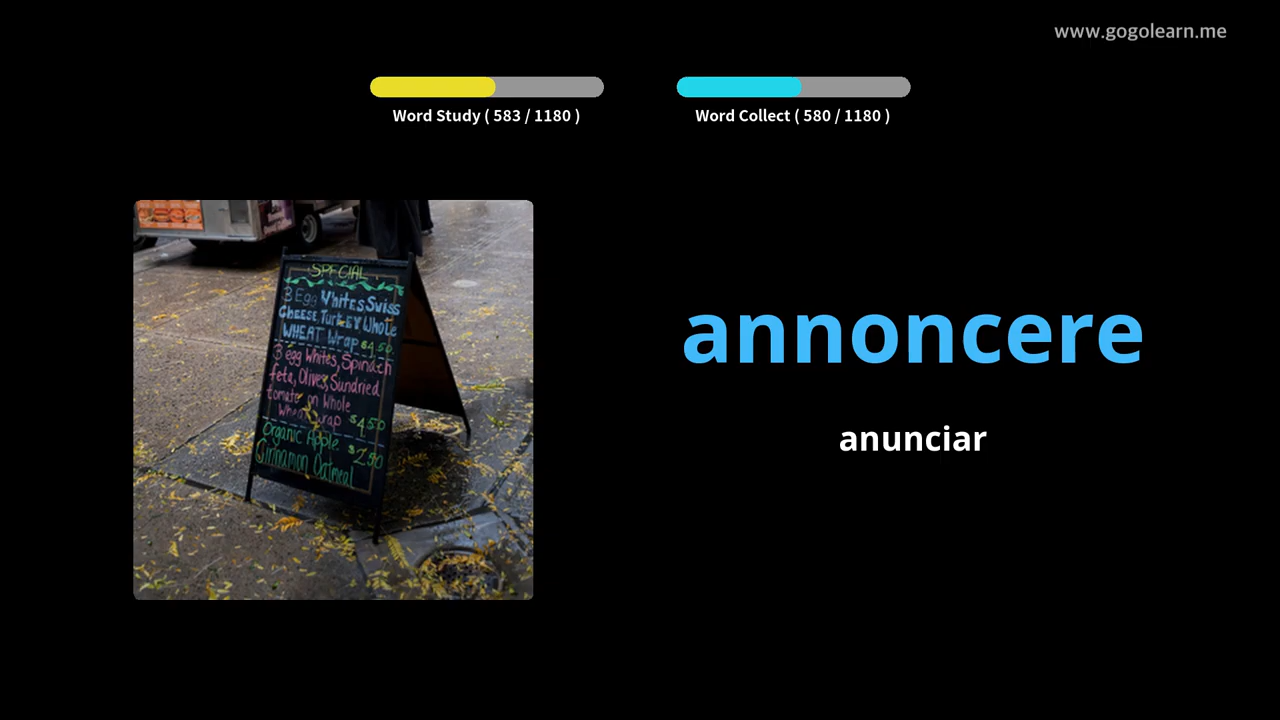 www.gogolearn.me
Word Study ( 583 / 1180 )
Word Collect ( 580 / 1180 )
SPECIAL
3 Egg Whites, Swiss
Cheese, Turkey Whole
WHEAT Wrap $4.50
3 egg Whites, Spinach
feta, Olives, Sundried
tomato on Whole
Wheat Wrap $4.50
Organic Apple
Cinnamon Oatmeal $2.50
annoncere
anunciar